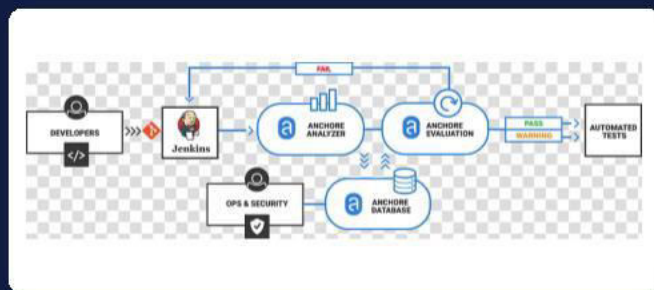 FAIL
DEVELOPERS
</>
Jenkins
ANCHORE
ANALYZER
ANCHORE
EVALUATION
PASS
WARNING
AUTOMATED
TESTS
OPS & SECURITY
ANCHORE
DATABASE